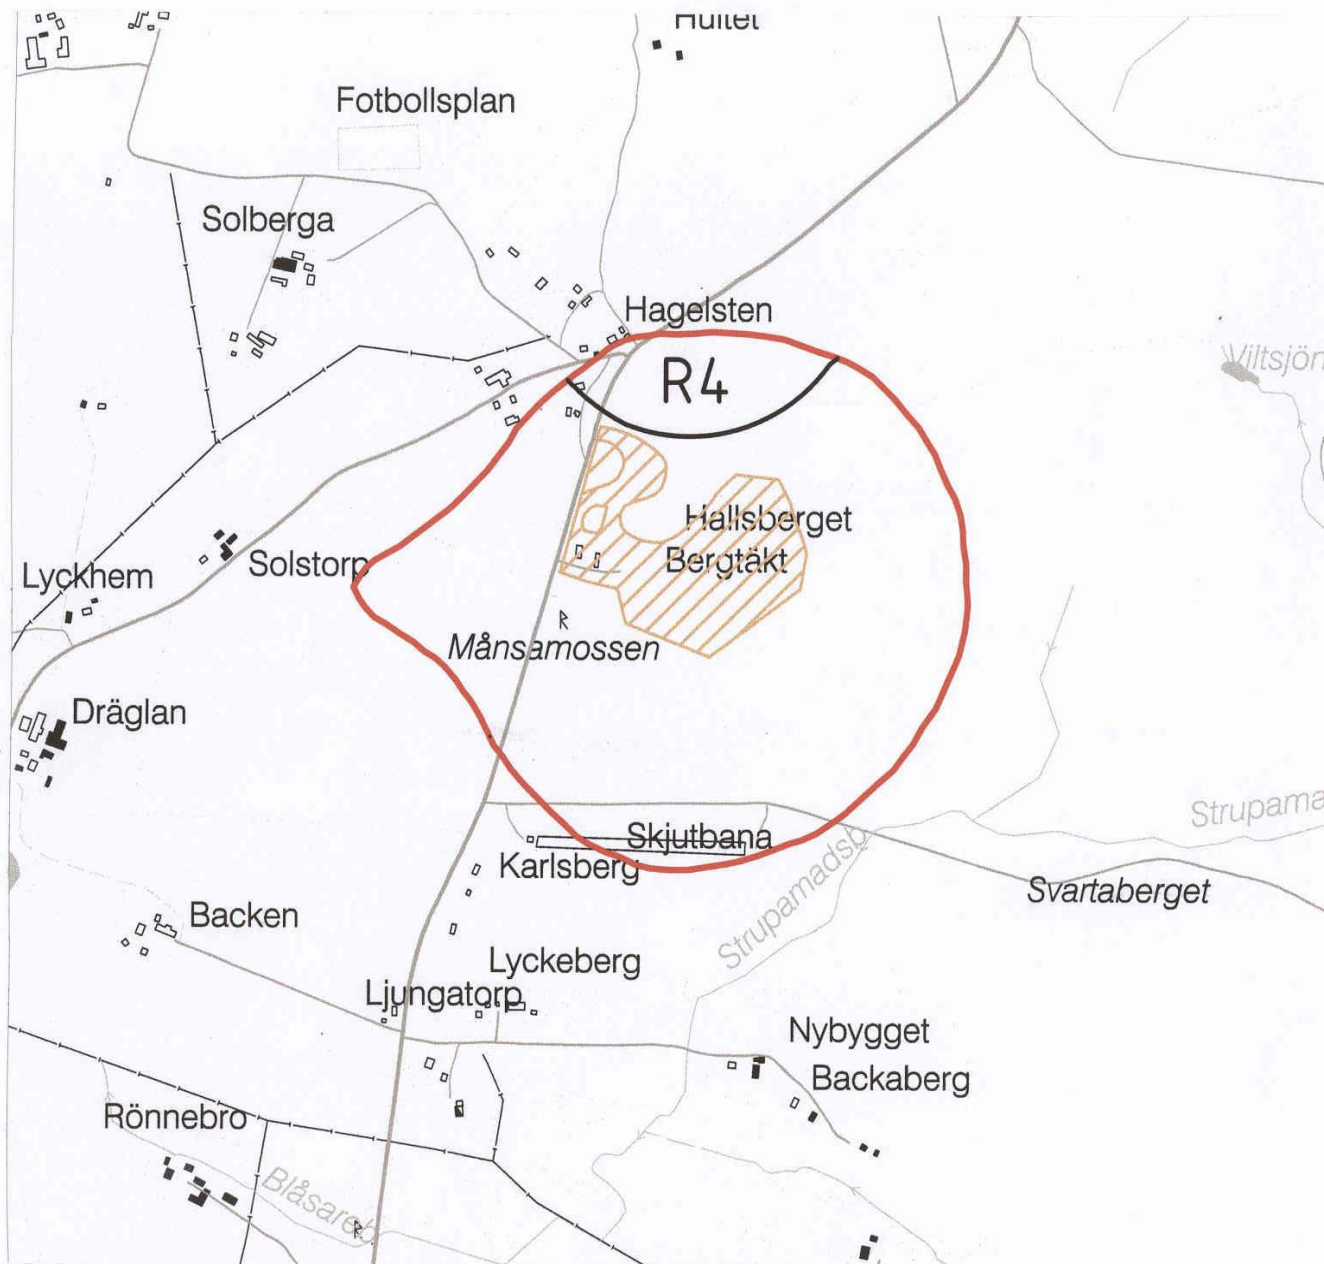 Hultet
Fotbollsplan
Solberga
Hagelsten
Viltsjön
R4
Hallsberget
Bergtäkt
Solstorp
Lyckhem
Månsamossen
Dräglan
Strupama
Skjutbana
Karlsberg
Strupamadsb
Svartaberget
Backen
Lyckeberg
Ljungatorp
Nybygget
Backaberg
Rönnebro
Blåsareb